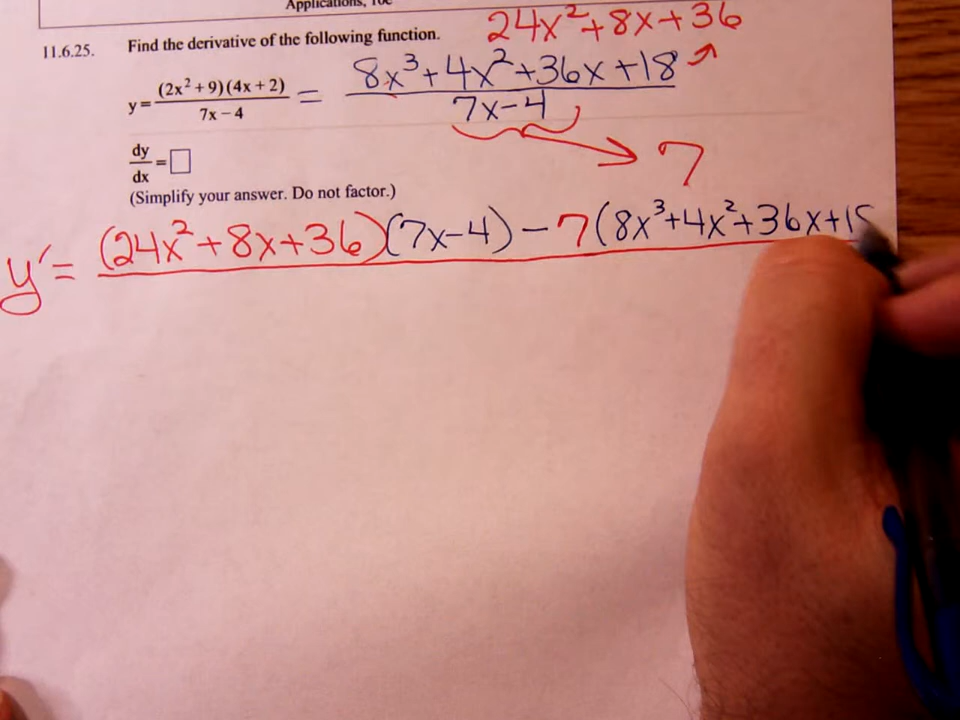 Applications, 10e
24x²+8x+36
11.6.25. Find the derivative of the following function.
y = (2x² + 9)(4x + 2) / 7x − 4 = 8x³+4x²+36x+18 / 7x−4
7
dy/dx = □
(Simplify your answer. Do not factor.)
y′ = (24x²+8x+36)(7x−4) − 7(8x³+4x²+36x+1